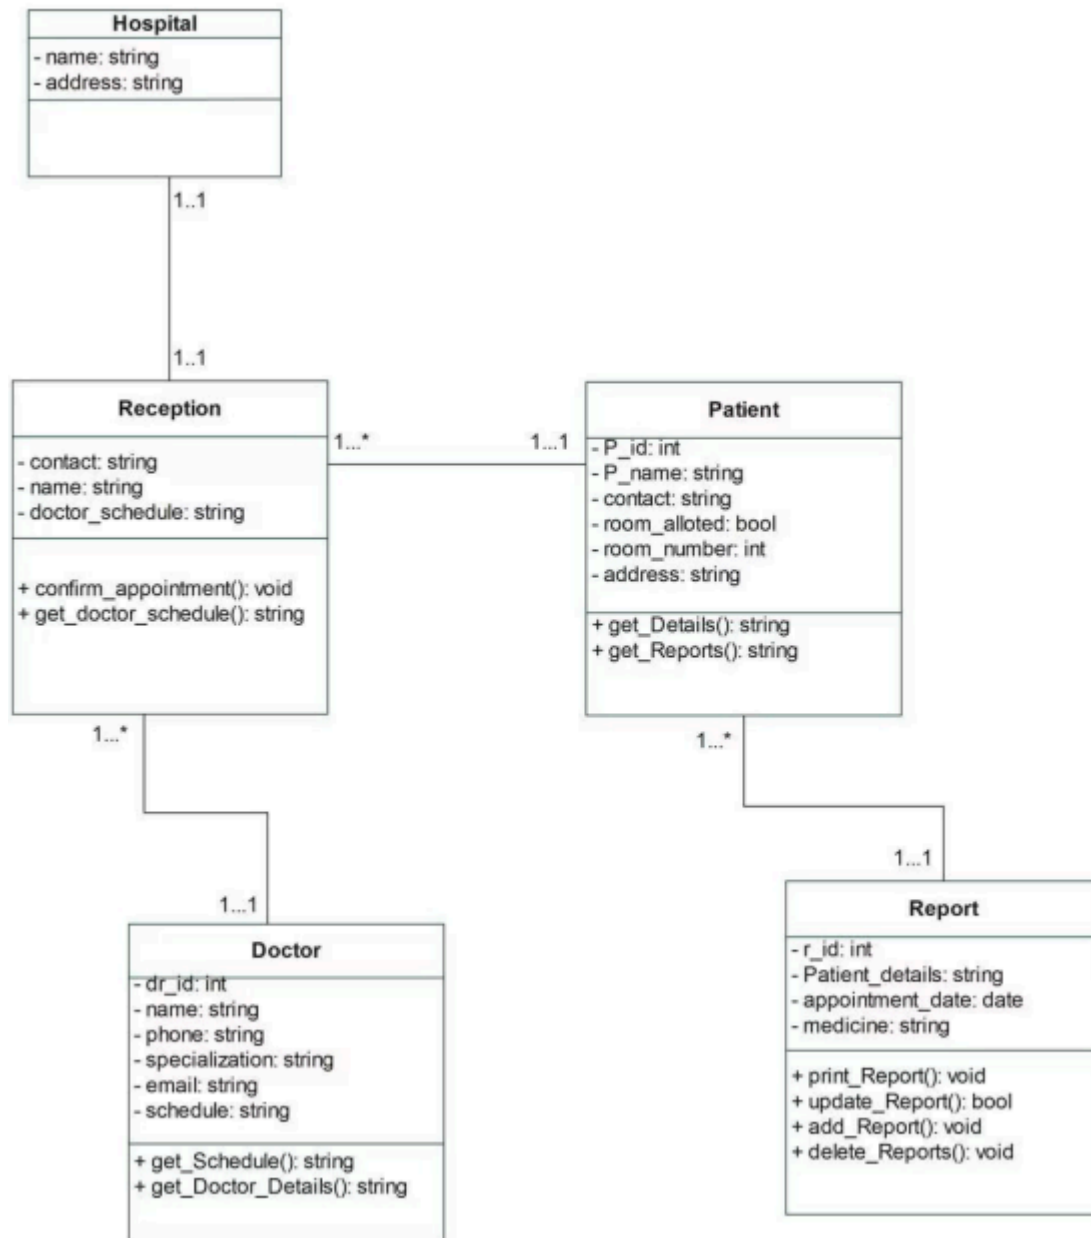 Hospital
- name: string
- address: string
1..1
1..1
Reception
- contact: string
- name: string
- doctor_schedule: string
+ confirm_appointment(): void
+ get_doctor_schedule(): string
1...*
1...1
Patient
- P_id: int
- P_name: string
- contact: string
- room_alloted: bool
- room_number: int
- address: string
+ get_Details(): string
+ get_Reports(): string
1...*
1...1
Doctor
- dr_id: int
- name: string
- phone: string
- specialization: string
- email: string
- schedule: string
+ get_Schedule(): string
+ get_Doctor_Details(): string
1...*
1...1
Report
- r_id: int
- Patient_details: string
- appointment_date: date
- medicine: string
+ print_Report(): void
+ update_Report(): bool
+ add_Report(): void
+ delete_Reports(): void